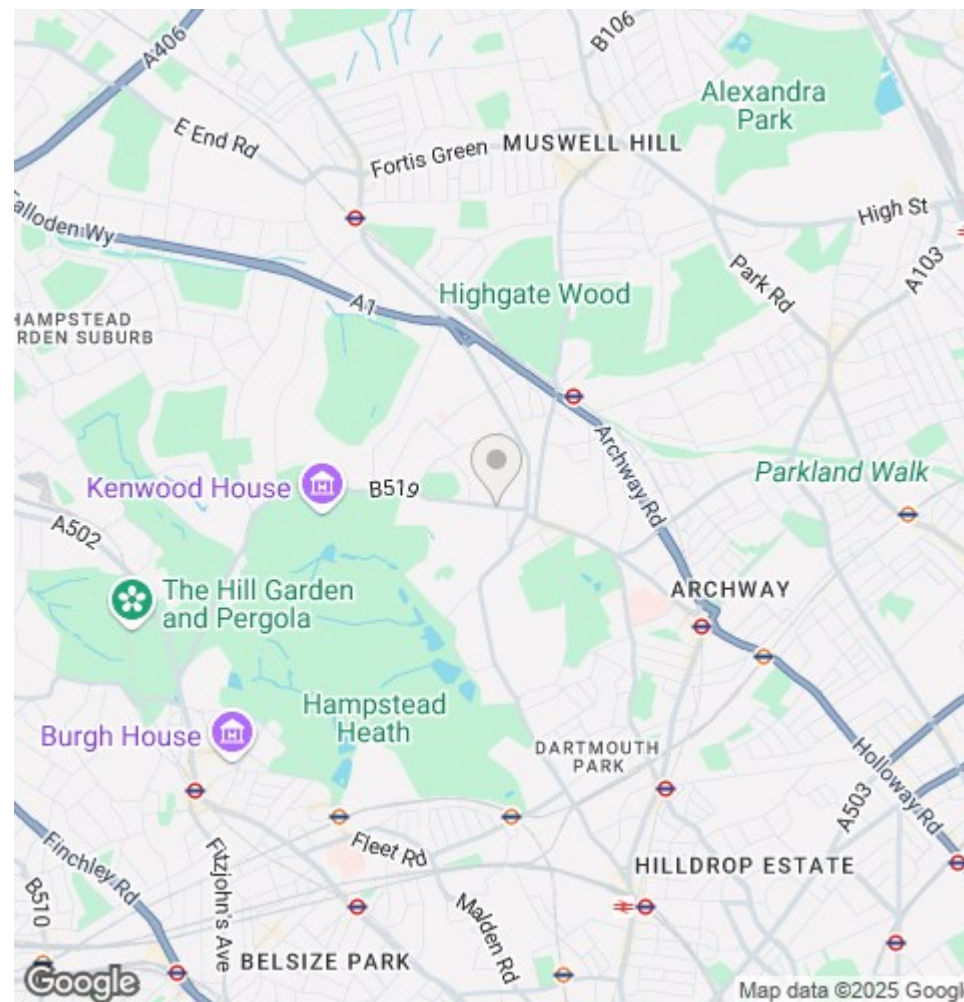 A406
B106
Alexandra
Park
E End Rd
Fortis Green
MUSWELL HILL
High St
Falloden Wy
A103
Park Rd
Highgate Wood
A1
HAMPSTEAD
RDEN SUBURB
Archway Rd
Parkland Walk
Kenwood House
B519
A502
The Hill Garden
and Pergola
ARCHWAY
Hampstead
Heath
Burgh House
DARTMOUTH
PARK
Holloway Rd
A503
Fleet Rd
Finchley Rd
Fitzjohn's Ave
HILLDROP ESTATE
B510
Malden Rd
BELSIZE PARK
Google
Map data ©2025 Google